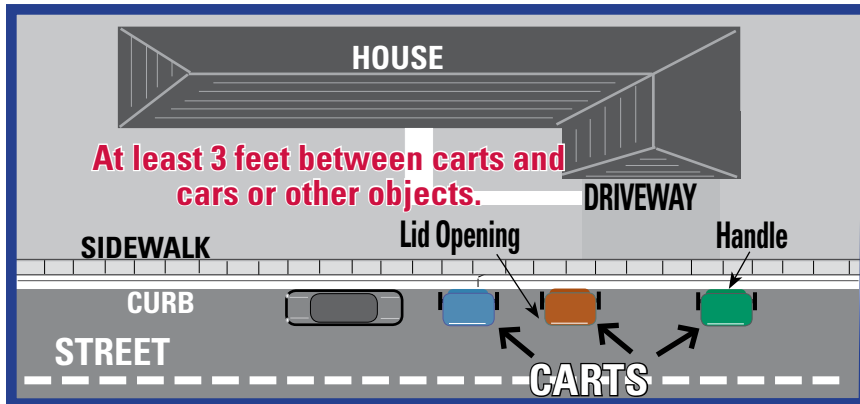 HOUSE
At least 3 feet between carts and
cars or other objects.
DRIVEWAY
SIDEWALK
Lid Opening
Handle
CURB
STREET
CARTS